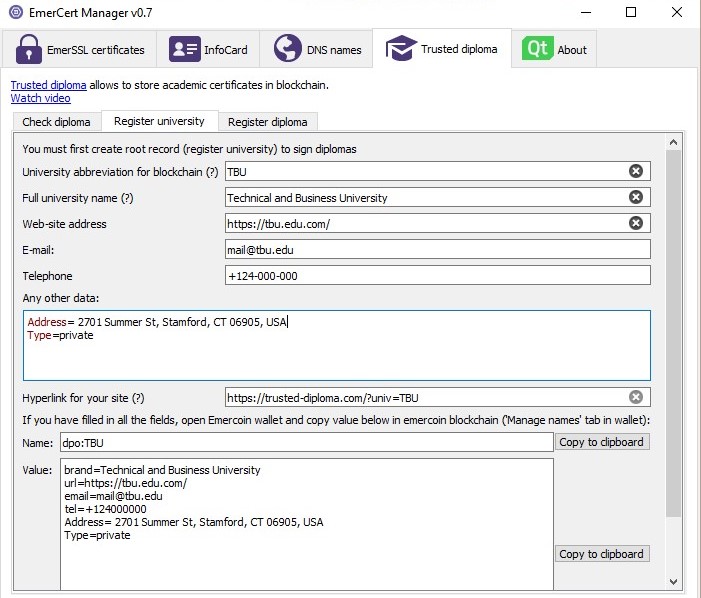 EmerCert Manager v0.7
EmerSSL certificates InfoCard DNS names Trusted diploma Qt About
Trusted diploma allows to store academic certificates in blockchain.
Watch video
Check diploma Register university Register diploma
You must first create root record (register university) to sign diplomas
University abbreviation for blockchain (?) TBU
Full university name (?) Technical and Business University
Web-site address https://tbu.edu.com/
E-mail: mail@tbu.edu
Telephone +124-000-000
Any other data:
Address= 2701 Summer St, Stamford, CT 06905, USA
Type=private
Hyperlink for your site (?) https://trusted-diploma.com/?univ=TBU
If you have filled in all the fields, open Emercoin wallet and copy value below in emercoin blockchain ('Manage names' tab in wallet):
Name: dpo:TBU Copy to clipboard
Value: brand=Technical and Business University
url=https://tbu.edu.com/
email=mail@tbu.edu
tel=+124000000
Address= 2701 Summer St, Stamford, CT 06905, USA
Type=private
Copy to clipboard